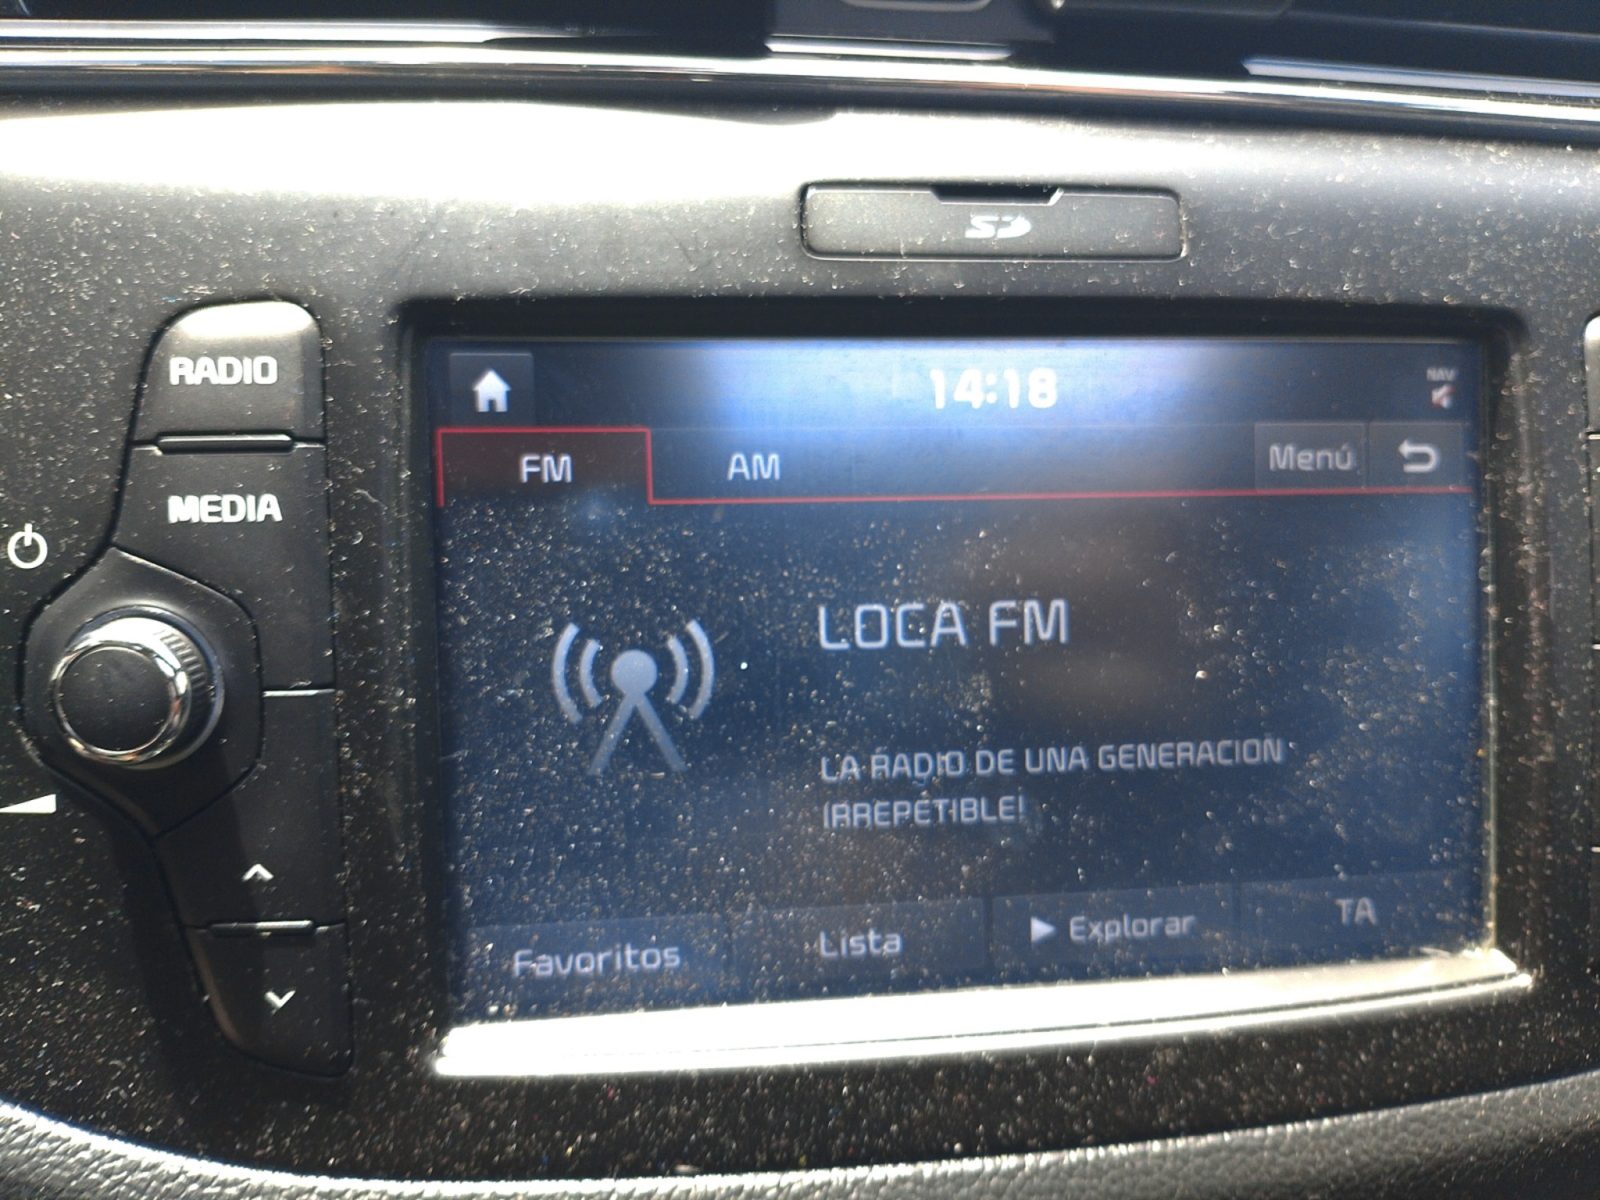 SD
RADIO
14:18
NAV
FM
AM
Menú
MEDIA
LOCA FM
LA RADIO DE UNA GENERACION
IRREPETIBLE!
Favoritos
Lista
Explorar
TA